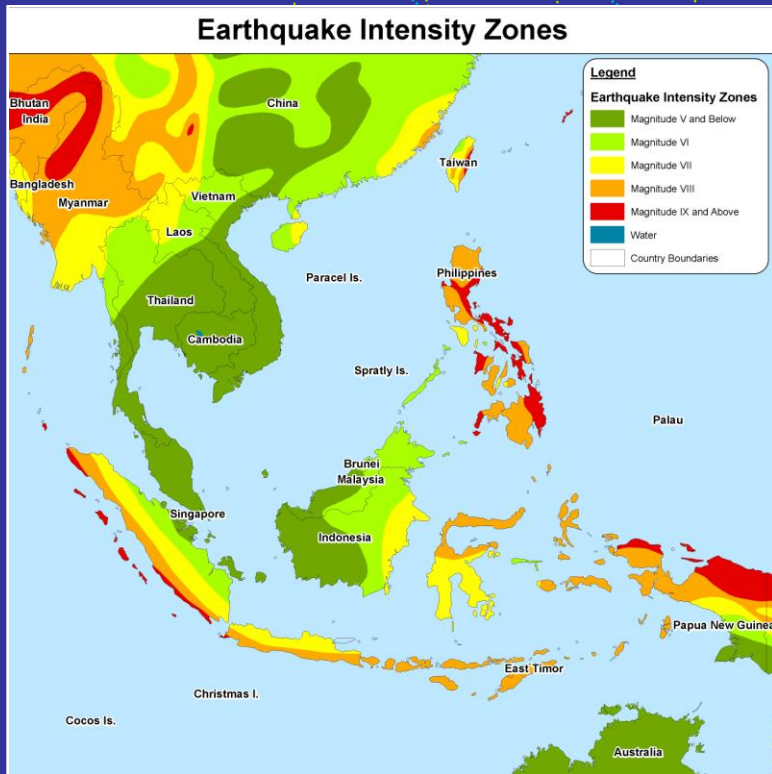 Earthquake Intensity Zones
Legend
Earthquake Intensity Zones
Magnitude V and Below
Magnitude VI
Magnitude VII
Magnitude VIII
Magnitude IX and Above
Water
Country Boundaries
Bhutan
India
China
Taiwan
Bangladesh
Myanmar
Vietnam
Laos
Paracel Is.
Philippines
Thailand
Cambodia
Spratly Is.
Palau
Brunei
Malaysia
Singapore
Indonesia
Papua New Guinea
East Timor
Christmas I.
Cocos Is.
Australia